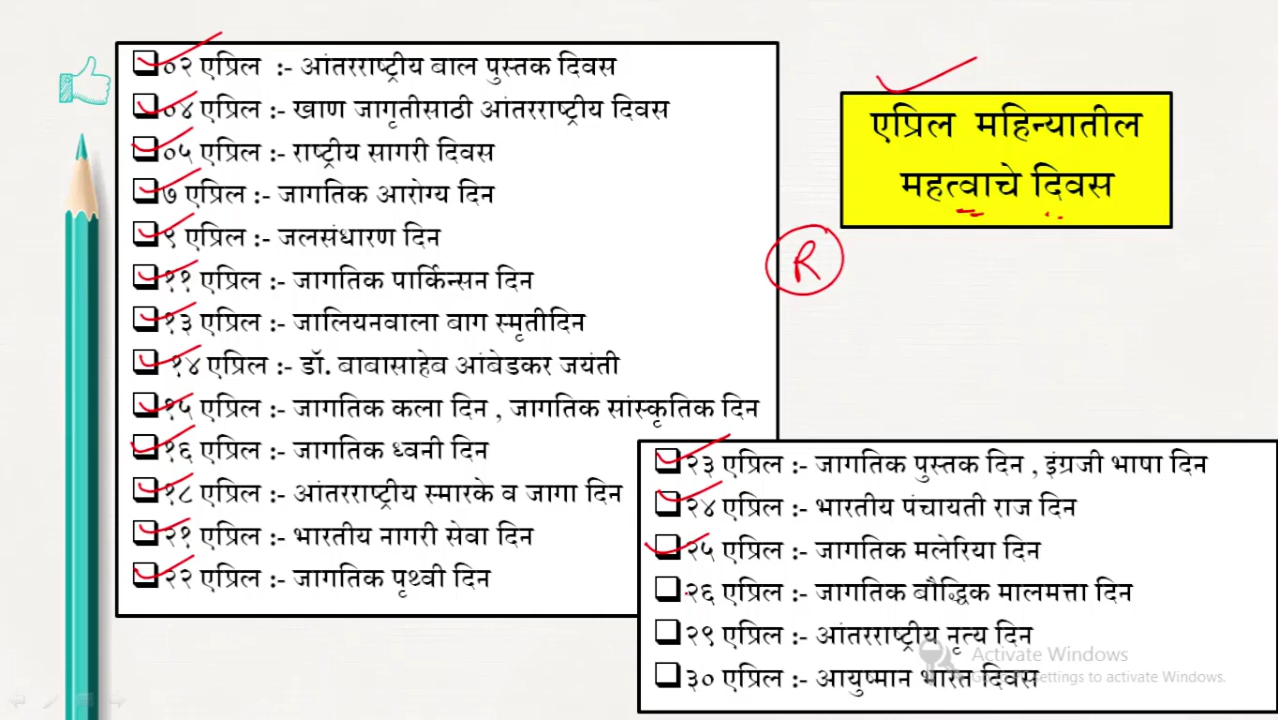 ०२ एप्रिल :- आंतरराष्ट्रीय बाल पुस्तक दिवस
०४ एप्रिल :- खाण जागृतीसाठी आंतरराष्ट्रीय दिवस
०५ एप्रिल :- राष्ट्रीय सागरी दिवस
७ एप्रिल :- जागतिक आरोग्य दिन
९ एप्रिल :- जलसंधारण दिन
११ एप्रिल :- जागतिक पार्किन्सन दिन
१३ एप्रिल :- जालियनवाला बाग स्मृतीदिन
१४ एप्रिल :- डॉ. बाबासाहेब आंबेडकर जयंती
१५ एप्रिल :- जागतिक कला दिन , जागतिक सांस्कृतिक दिन
१६ एप्रिल :- जागतिक ध्वनी दिन
१८ एप्रिल :- आंतरराष्ट्रीय स्मारके व जागा दिन
२१ एप्रिल :- भारतीय नागरी सेवा दिन
२२ एप्रिल :- जागतिक पृथ्वी दिन
एप्रिल महिन्यातील
महत्वाचे दिवस
R
२३ एप्रिल :- जागतिक पुस्तक दिन , इंग्रजी भाषा दिन
२४ एप्रिल :- भारतीय पंचायती राज दिन
२५ एप्रिल :- जागतिक मलेरिया दिन
२६ एप्रिल :- जागतिक बौद्धिक मालमत्ता दिन
२९ एप्रिल :- आंतरराष्ट्रीय नृत्य दिन
३० एप्रिल :- आयुष्मान भारत दिवस
Activate Windows
Go to PC settings to activate Windows.